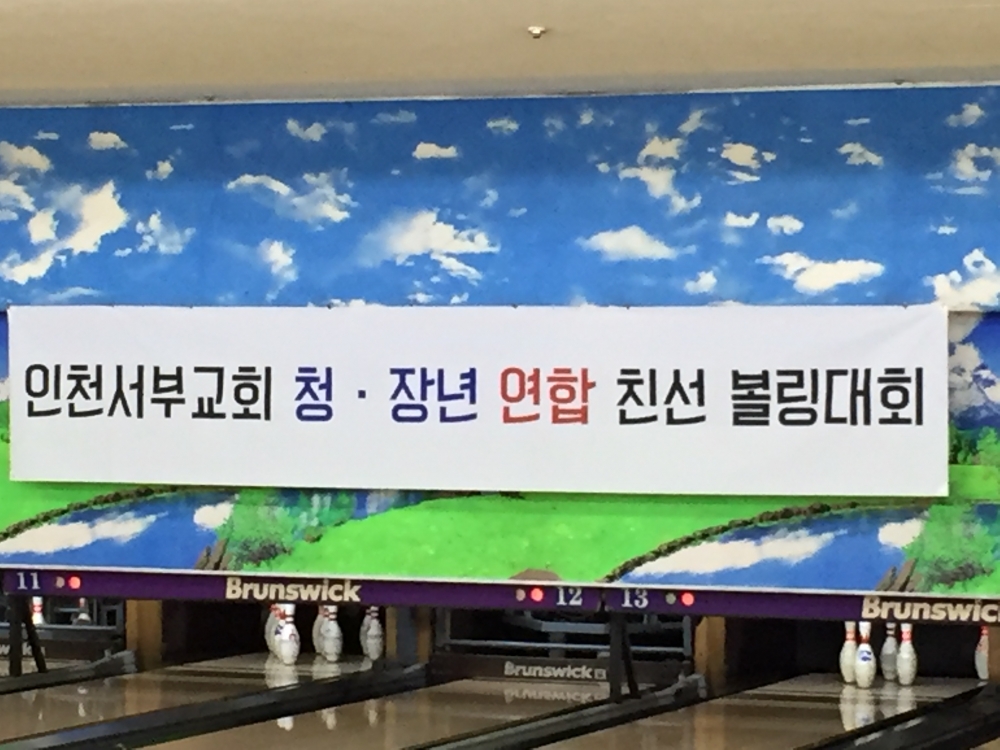 인천서부교회 청 · 장년 연합 친선 볼링대회
11 Brunswick 12 13 Brunswick
Brunswick